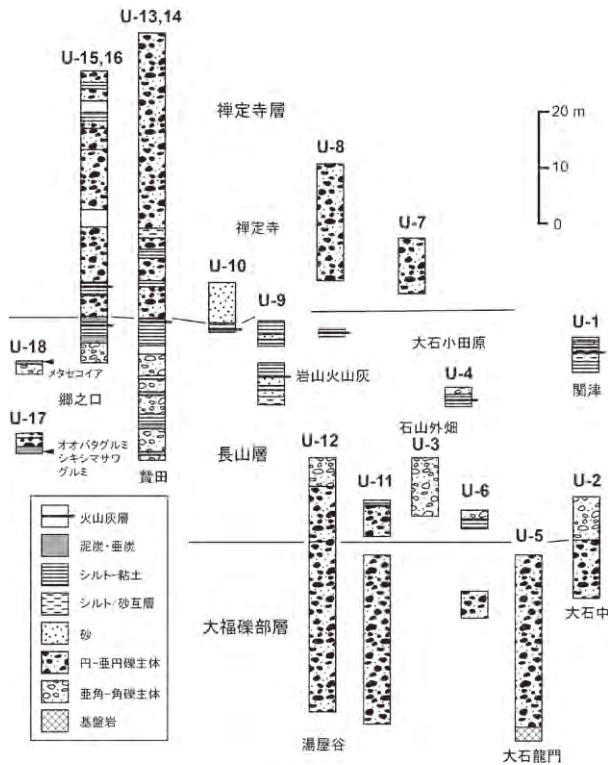 U-13,14
U-15,16
禅定寺層
20 m
10
0
U-8
禅定寺
U-7
U-10
U-9
大石小田原
U-1
関津
U-18
メタセコイア
岩山火山灰
U-4
郷之口
石山外畑
U-17
オオバタグルミ
シキシマサワ
グルミ
贄田
長山層
U-12
U-3
U-11
U-6
U-2
U-5
火山灰層
泥炭・亜炭
シルト-粘土
シルト/砂互層
砂
円-亜円礫主体
亜角-角礫主体
基盤岩
大福礫部層
大石中
湯屋谷
大石龍門